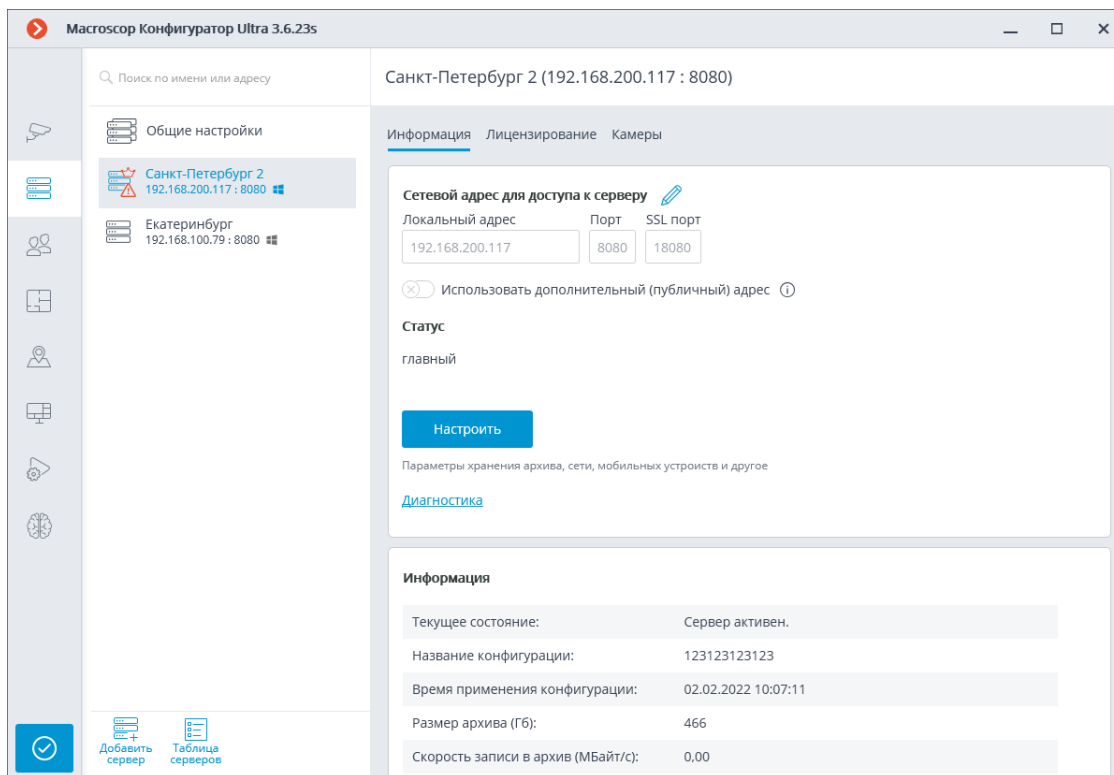 Macroscop Конфигуратор Ultra 3.6.23s
Поиск по имени или адресу
Общие настройки
Санкт-Петербург 2
192.168.200.117 : 8080
Екатеринбург
192.168.100.79 : 8080
Добавить
сервер
Таблица
серверов
Санкт-Петербург 2 (192.168.200.117 : 8080)
Информация Лицензирование Камеры
Сетевой адрес для доступа к серверу
Локальный адрес Порт SSL порт
192.168.200.117 8080 18080
Использовать дополнительный (публичный) адрес
Статус
главный
Настроить
Параметры хранения архива, сети, мобильных устройств и другое
Диагностика
Информация
Текущее состояние: Сервер активен.
Название конфигурации: 123123123123
Время применения конфигурации: 02.02.2022 10:07:11
Размер архива (Гб): 466
Скорость записи в архив (МБайт/с): 0,00